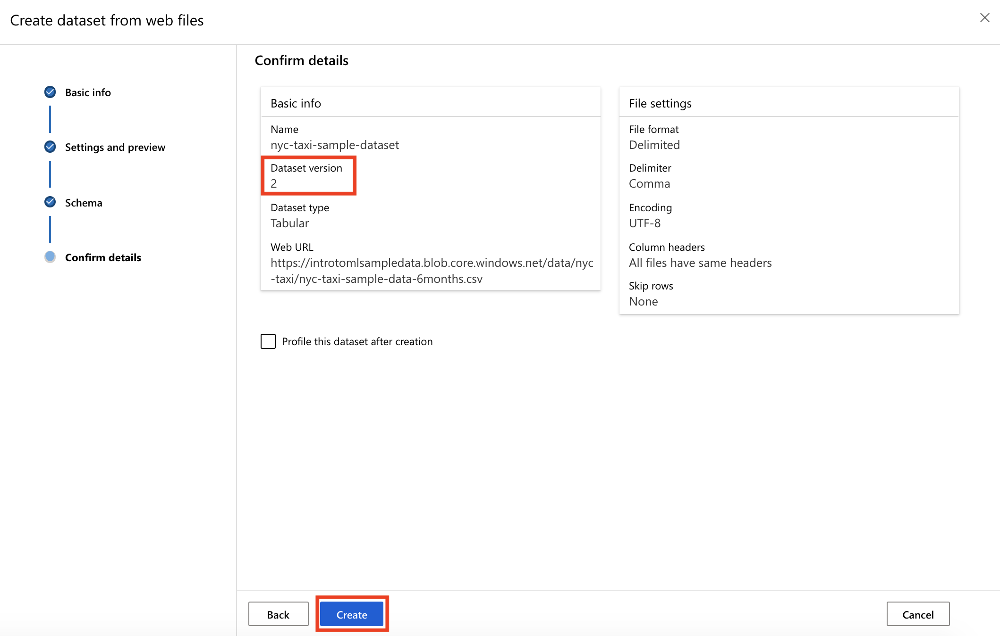 Create dataset from web files
Basic info
Settings and preview
Schema
Confirm details
Confirm details
Basic info
Name
nyc-taxi-sample-dataset
Dataset version
2
Dataset type
Tabular
Web URL
https://introtomlsampledata.blob.core.windows.net/data/nyc
-taxi/nyc-taxi-sample-data-6months.csv
File settings
File format
Delimited
Delimiter
Comma
Encoding
UTF-8
Column headers
All files have same headers
Skip rows
None
Profile this dataset after creation
Back
Create
Cancel